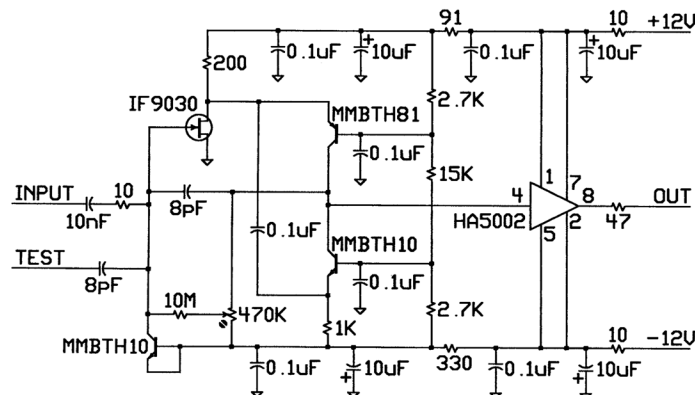 91
10
+12V
0.1uF
10uF
0.1uF
10uF
200
2.7K
IF9030
MMBTH81
0.1uF
15K
1
7
INPUT
10
10nF
8pF
4
8
OUT
HA5002
47
5
2
0.1uF
MMBTH10
TEST
8pF
0.1uF
10M
470K
1K
2.7K
MMBTH10
10
-12V
0.1uF
10uF
330
0.1uF
10uF